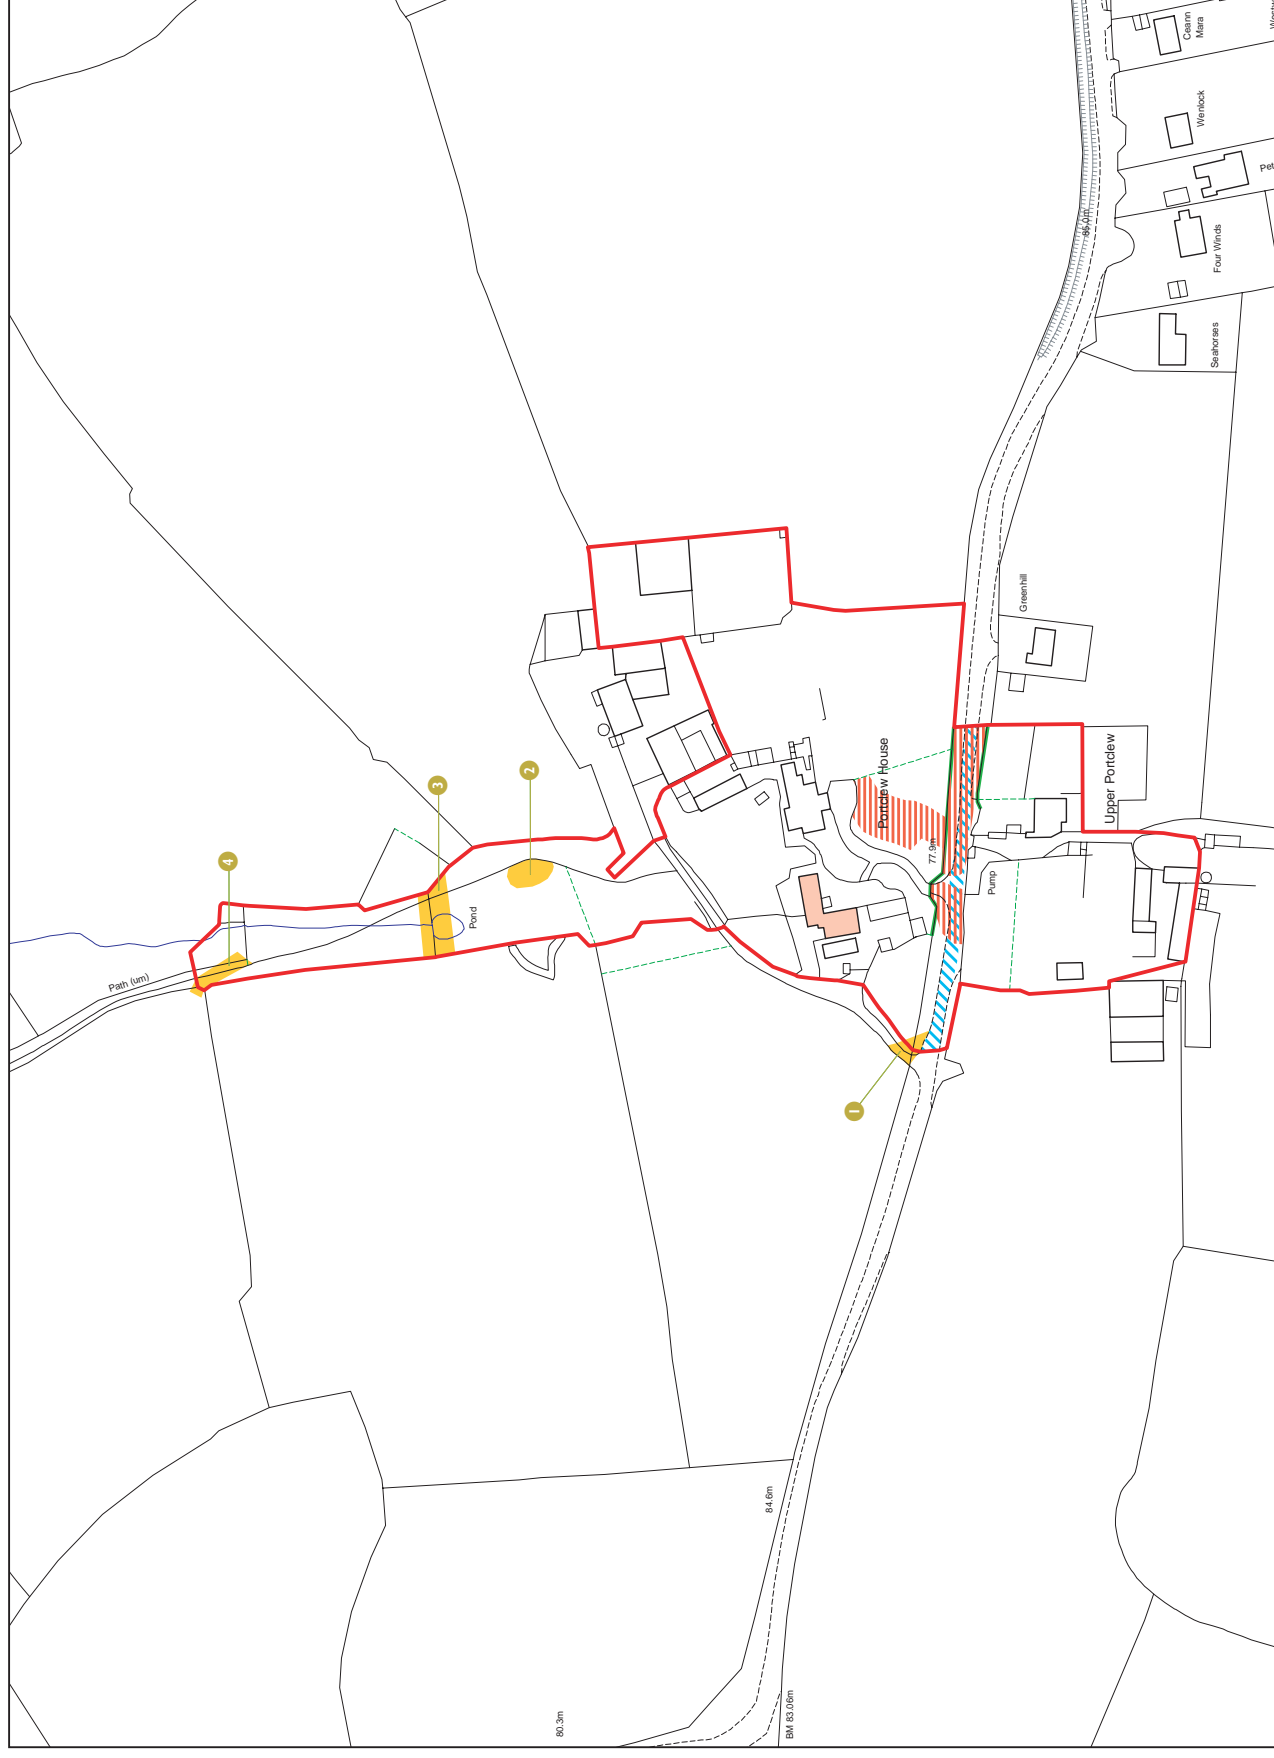 Ceann
Mara
Wenlock
Four Winds
Seahorses
85.0m
Greenhill
Portclew House
Upper Portclew
77.9m
Pump
3
2
4
Pond
Path (um)
1
84.6m
80.3m
BM 83.06m